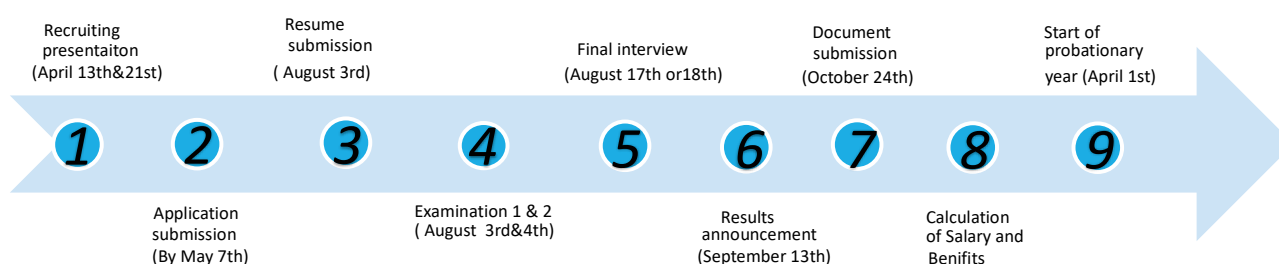 Recruiting
presentaiton
(April 13th&21st)
Resume
submission
( August 3rd)
Final interview
(August 17th or18th)
Document
submission
(October 24th)
Start of
probationary
year (April 1st)
1 2 3 4 5 6 7 8 9
Application
submission
(By May 7th)
Examination 1 & 2
( August  3rd&4th)
Results
announcement
(September 13th)
Calculation
of Salary and
Benifits